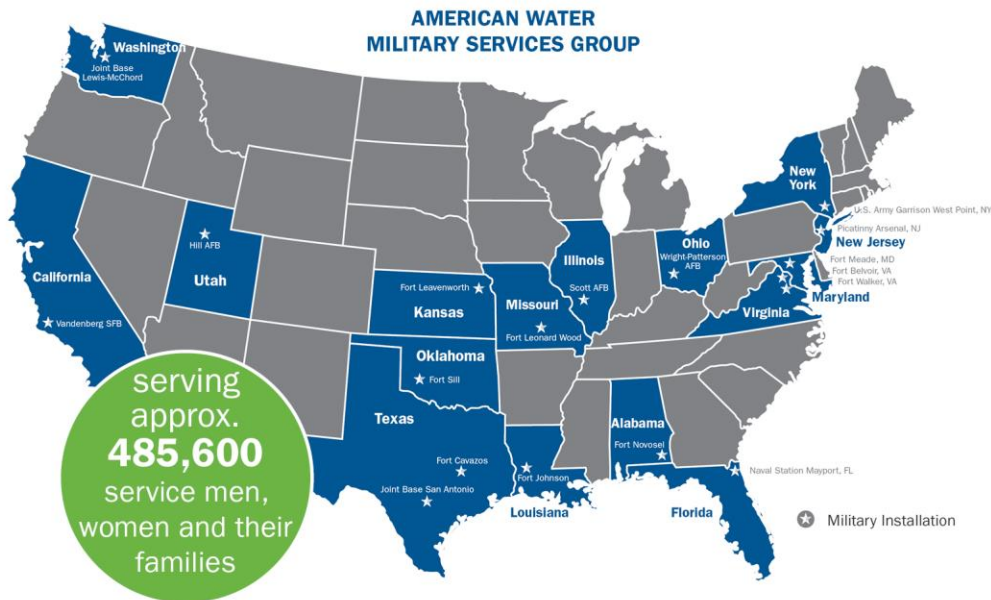 AMERICAN WATER
MILITARY SERVICES GROUP
Washington
Joint Base
Lewis-McChord
New
York
U.S. Army Garrison West Point, NY
Picatinny Arsenal, NJ
New Jersey
Fort Meade, MD
Fort Belvoir, VA
Fort Walker, VA
Maryland
Virginia
Ohio
Wright-Patterson
AFB
Illinois
Scott AFB
Hill AFB
Utah
California
Vandenberg SFB
Fort Leavenworth
Kansas
Missouri
Fort Leonard Wood
Oklahoma
Fort Sill
Texas
Fort Cavazos
Joint Base San Antonio
Fort Johnson
Louisiana
Alabama
Fort Novosel
Naval Station Mayport, FL
Florida
serving
approx.
485,600
service men,
women and their
families
Military Installation